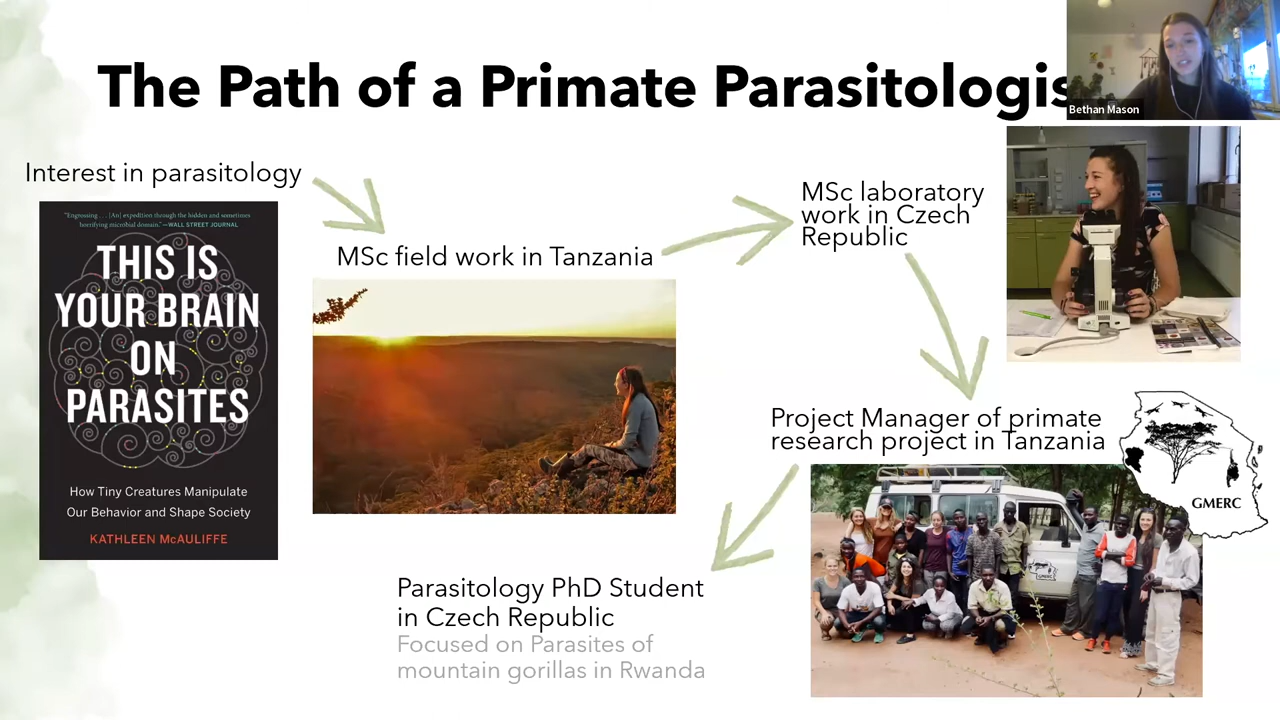 The Path of a Primate Parasitologis
Bethan Mason
Interest in parasitology
"Engrossing . . . [An] expedition through the hidden and sometimes
horrifying microbial domain." —WALL STREET JOURNAL
THIS IS
YOUR BRAIN
ON
PARASITES
How Tiny Creatures Manipulate
Our Behavior and Shape Society
KATHLEEN McAULIFFE
MSc field work in Tanzania
MSc laboratory
work in Czech
Republic
Project Manager of primate
research project in Tanzania
GMERC
GMERC
Parasitology PhD Student
in Czech Republic
Focused on Parasites of
mountain gorillas in Rwanda